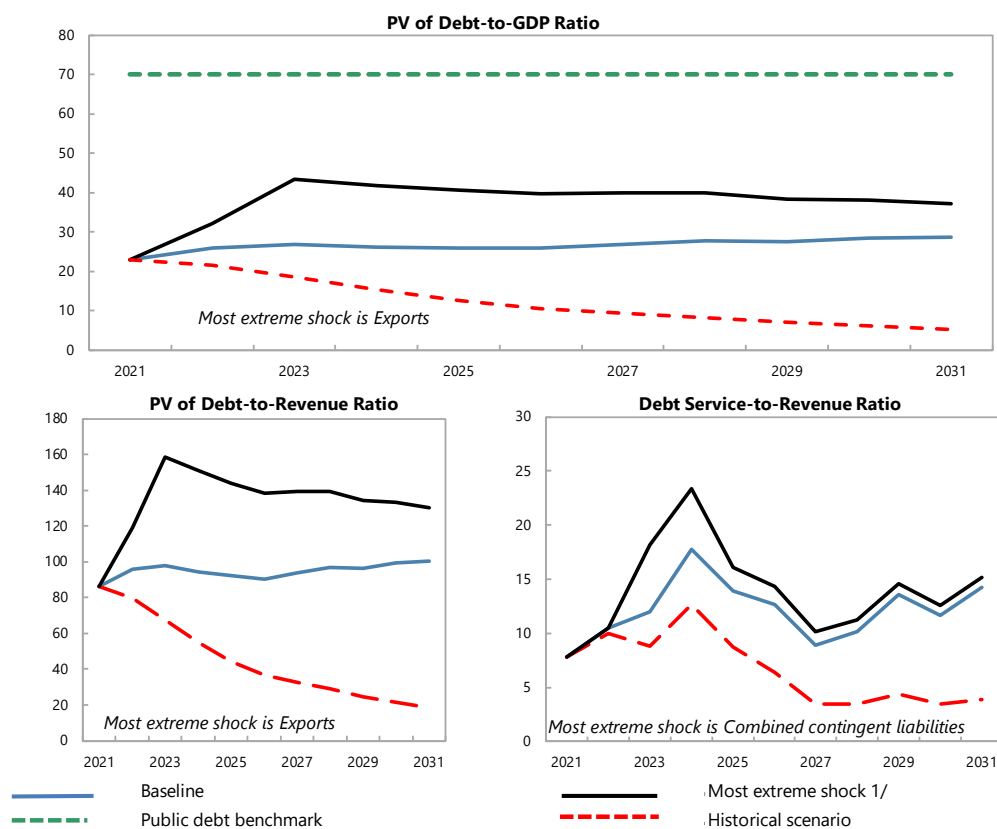 PV of Debt-to-GDP Ratio
80
70
60
50
40
30
20
10
0
Most extreme shock is Exports
2021 2023 2025 2027 2029 2031
PV of Debt-to-Revenue Ratio
180
160
140
120
100
80
60
40
20
0
Most extreme shock is Exports
2021 2023 2025 2027 2029 2031
Debt Service-to-Revenue Ratio
30
25
20
15
10
5
0
Most extreme shock is Combined contingent liabilities
2021 2023 2025 2027 2029 2031
Baseline
Most extreme shock 1/
Public debt benchmark
Historical scenario